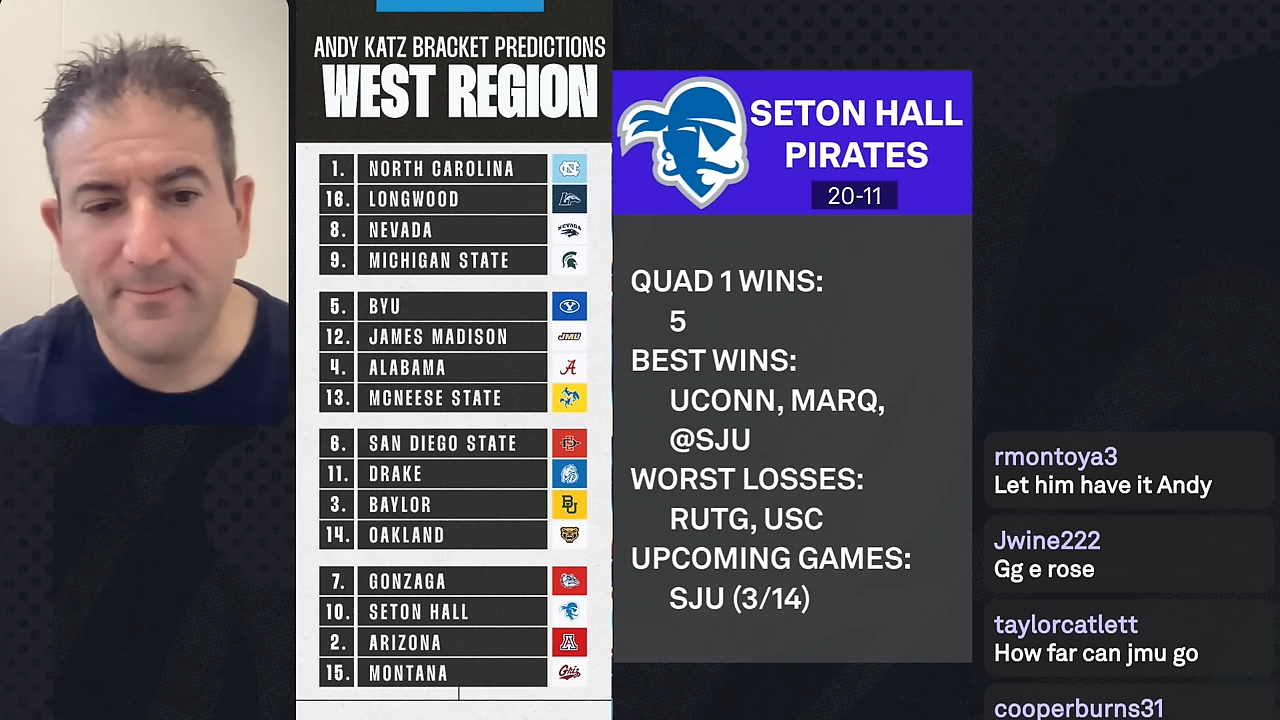 ANDY KATZ BRACKET PREDICTIONS
WEST REGION
1. NORTH CAROLINA
16. LONGWOOD
8. NEVADA
NEVADA
9. MICHIGAN STATE
5. BYU
Y
12. JAMES MADISON
JMU
4. ALABAMA
A
13. MCNEESE STATE
6. SAN DIEGO STATE
11. DRAKE
3. BAYLOR
BU
14. OAKLAND
7. GONZAGA
10. SETON HALL
2. ARIZONA
A
15. MONTANA
Griz
SETON HALL
PIRATES
20-11
QUAD 1 WINS:
5
BEST WINS:
UCONN, MARQ,
@SJU
WORST LOSSES:
RUTG, USC
UPCOMING GAMES:
SJU (3/14)
rmontoya3
Let him have it Andy
Jwine222
Gg e rose
taylorcatlett
How far can jmu go
cooperburns31